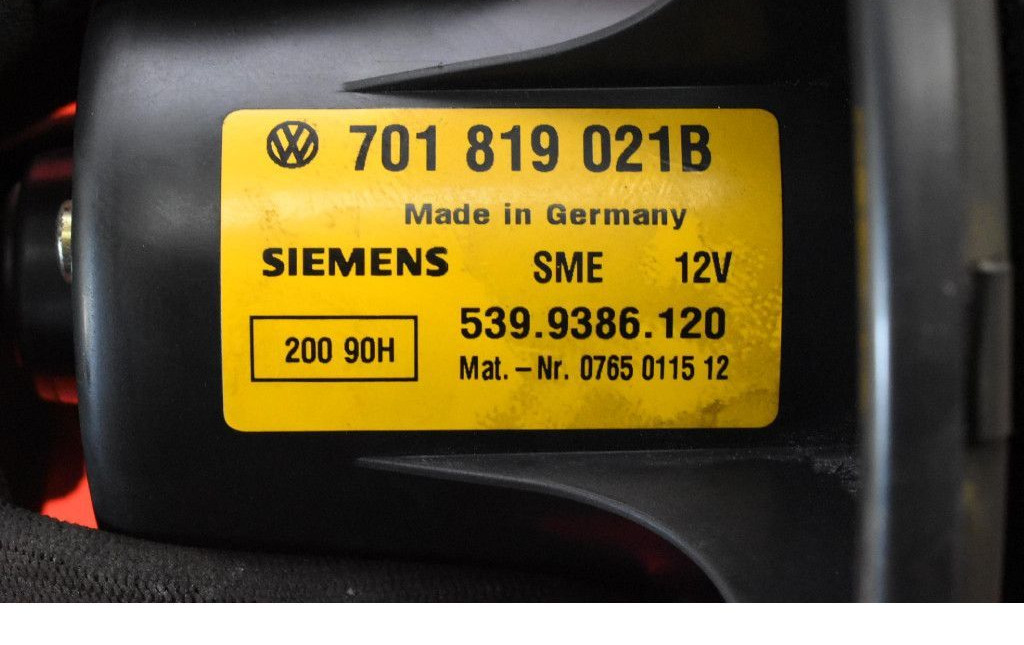 701 819 021B
Made in Germany
SIEMENS SME 12V
539.9386.120
200 90H
Mat. – Nr. 0765 0115 12